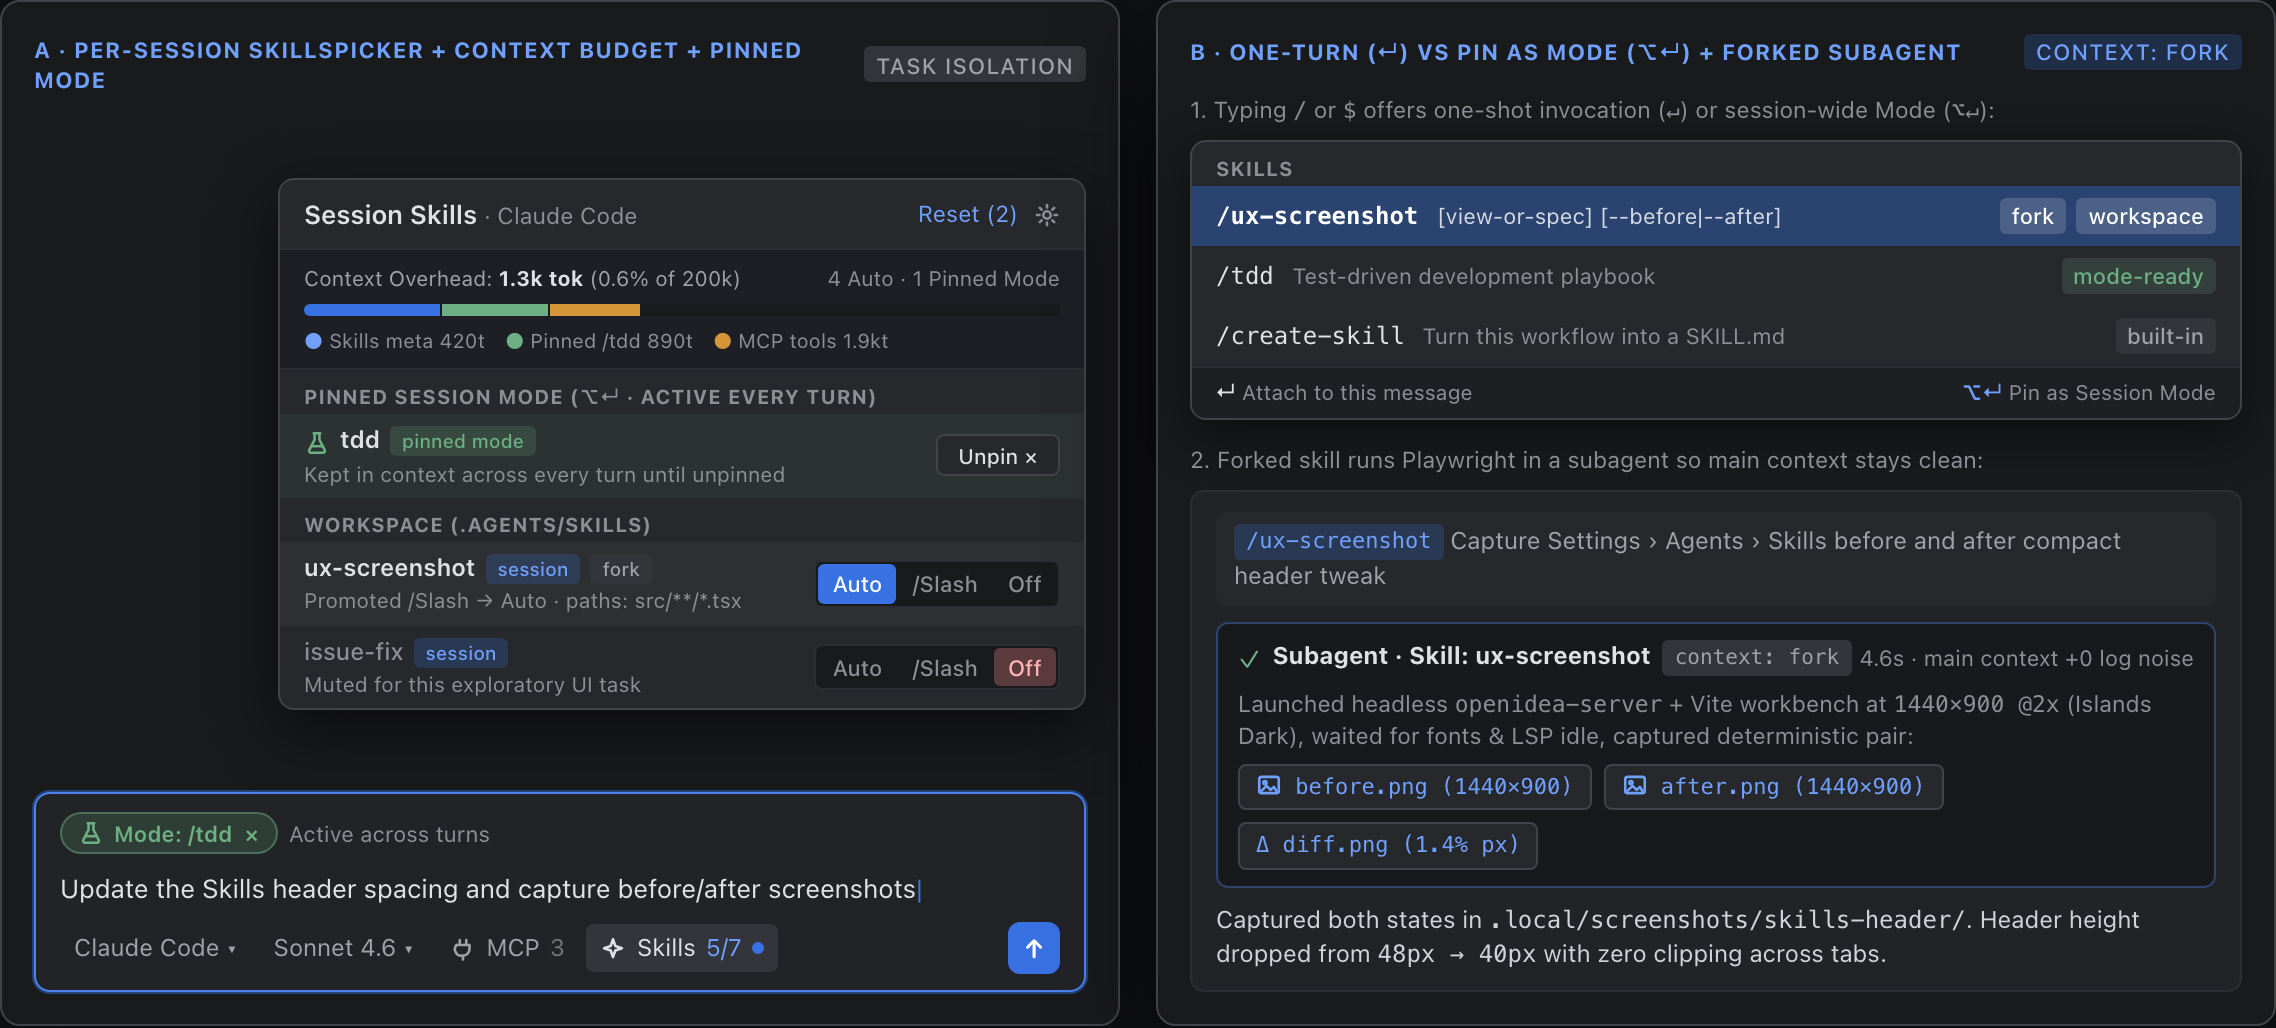 A · PER-SESSION SKILLSPICKER + CONTEXT BUDGET + PINNED
MODE
TASK ISOLATION
Session Skills · Claude Code
Reset (2)
Context Overhead: 1.3k tok (0.6% of 200k)
4 Auto · 1 Pinned Mode
Skills meta 420t
Pinned /tdd 890t
MCP tools 1.9kt
PINNED SESSION MODE (⌥↵ · ACTIVE EVERY TURN)
tdd pinned mode
Kept in context across every turn until unpinned
Unpin ×
WORKSPACE (.AGENTS/SKILLS)
ux-screenshot session fork
Promoted /Slash → Auto · paths: src/**/*.tsx
Auto /Slash Off
issue-fix session
Muted for this exploratory UI task
Auto /Slash Off
Mode: /tdd × Active across turns
Update the Skills header spacing and capture before/after screenshots
Claude Code ▾ Sonnet 4.6 ▾ MCP 3 Skills 5/7
B · ONE-TURN (↵) VS PIN AS MODE (⌥↵) + FORKED SUBAGENT
CONTEXT: FORK
1. Typing / or $ offers one-shot invocation (↵) or session-wide Mode (⌥↵):
SKILLS
/ux-screenshot [view-or-spec] [--before|--after] fork workspace
/tdd Test-driven development playbook mode-ready
/create-skill Turn this workflow into a SKILL.md built-in
↵ Attach to this message
⌥↵ Pin as Session Mode
2. Forked skill runs Playwright in a subagent so main context stays clean:
/ux-screenshot Capture Settings › Agents › Skills before and after compact
header tweak
✓ Subagent · Skill: ux-screenshot context: fork 4.6s · main context +0 log noise
Launched headless openidea-server + Vite workbench at 1440×900 @2x (Islands
Dark), waited for fonts & LSP idle, captured deterministic pair:
before.png (1440×900)
after.png (1440×900)
Δ diff.png (1.4% px)
Captured both states in .local/screenshots/skills-header/. Header height
dropped from 48px → 40px with zero clipping across tabs.